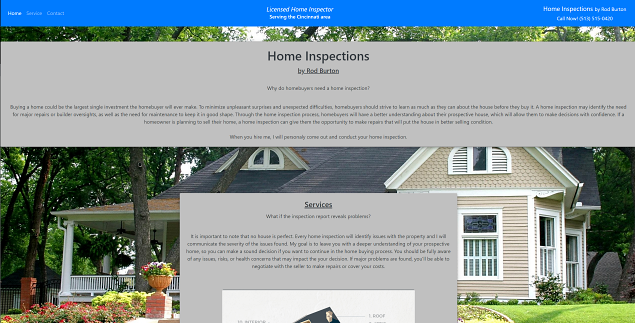 Home Service Contact
Licensed Home Inspector
Serving the Cincinnati area
Home Inspections by Rod Burton
Call Now! (513) 515-0420
Home Inspections
by Rod Burton
Why do homebuyers need a home inspection?
Buying a home could be the largest single investment the homebuyer will ever make. To minimize unpleasant surprises and unexpected difficulties, homebuyers should strive to learn as much as they can about the house before they buy it. A home inspection may identify the need
for major repairs or builder oversights, as well as the need for maintenance to keep it in good shape. Through the home inspection process, homebuyers will have a better understanding about their prospective house, which will allow them to make decisions with confidence. If a
homeowner is planning to sell their home, a home inspection can give them the opportunity to make repairs that will put the house in better selling condition.
When you hire me, I will personaly come out and conduct your home inspection.
Services
What if the inspection report reveals problems?
It is important to note that no house is perfect. Every home inspection will identify issues with the property and I will
communicate the severity of the issues found. My goal is to leave you with a deeper understanding of your prospective
home, so you can make a sound decision if you want to continue in the home buying process. You should be fully aware
of any issues, risks, or health concerns that may impact your decision. If major problems are found, you'll be able to
negotiate with the seller to make repairs or cover your costs.
10. INTERIOR
1. ROOF